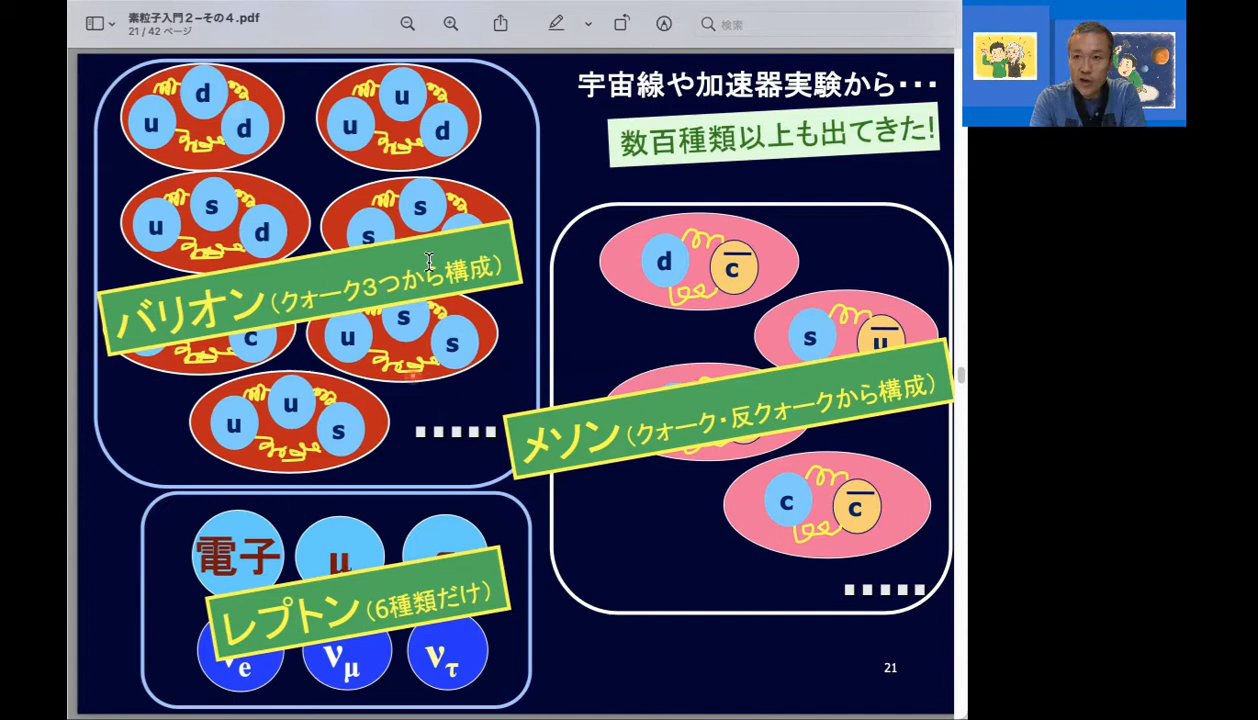 素粒子入門２−その４.pdf
21 / 42 ページ
検索
宇宙線や加速器実験から･･･
数百種類以上も出てきた!
u d d
u u d
u s d
s s
バリオン(クォーク3つから構成)
c
u s s
u u s
d c
s u
メソン(クォーク・反クォークから構成)
c c
電子 μ
レプトン(6種類だけ)
νe νμ ντ
21